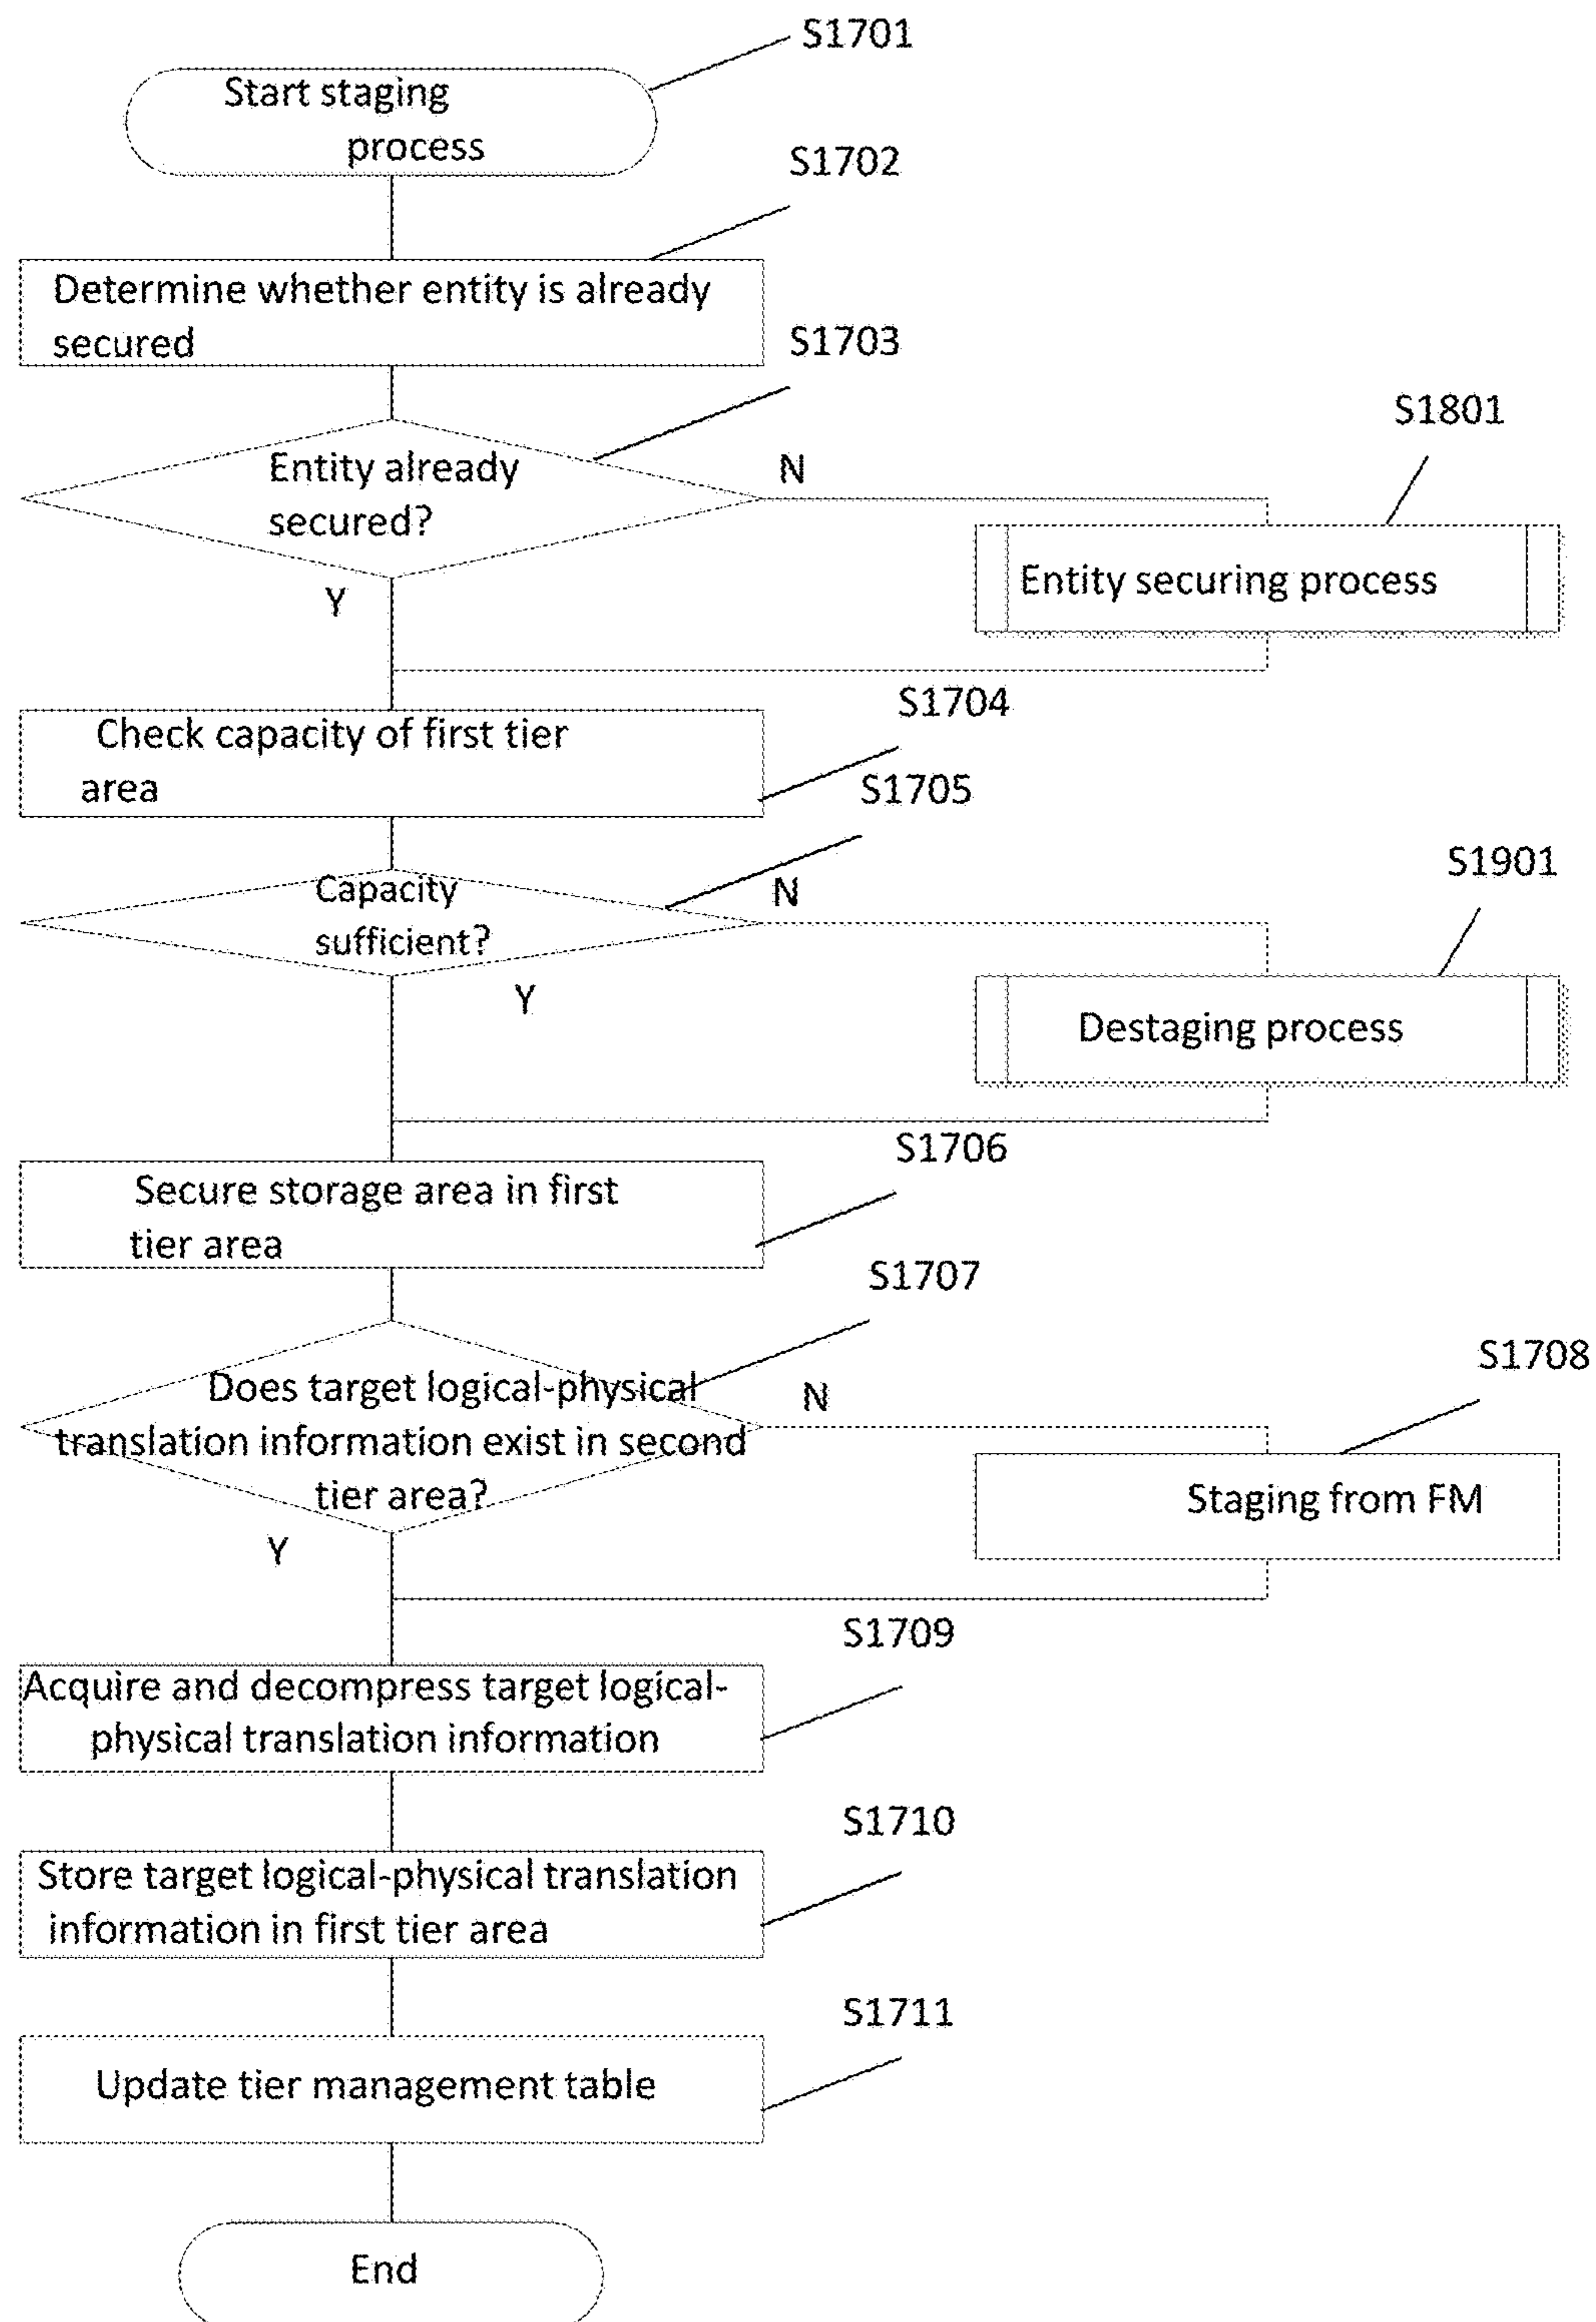 S1701
Start staging
process
S1702
Determine whether entity is already
secured
S1703
Entity already
secured?
N
S1801
Entity securing process
Y
S1704
Check capacity of first tier
area
S1705
Capacity
sufficient?
N
S1901
Destaging process
Y
S1706
Secure storage area in first
tier area
S1707
Does target logical-physical
translation information exist in second
tier area?
N
S1708
Staging from FM
Y
S1709
Acquire and decompress target logical-
physical translation information
S1710
Store target logical-physical translation
information in first tier area
S1711
Update tier management table
End